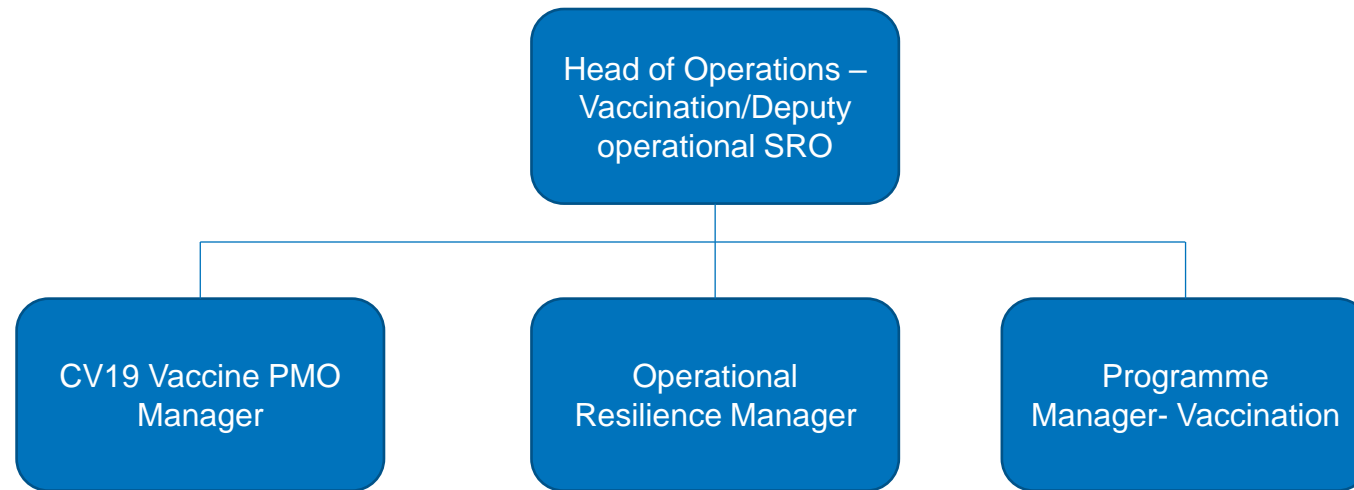 Head of Operations –
Vaccination/Deputy
operational SRO
CV19 Vaccine PMO
Manager
Operational
Resilience Manager
Programme
Manager- Vaccination